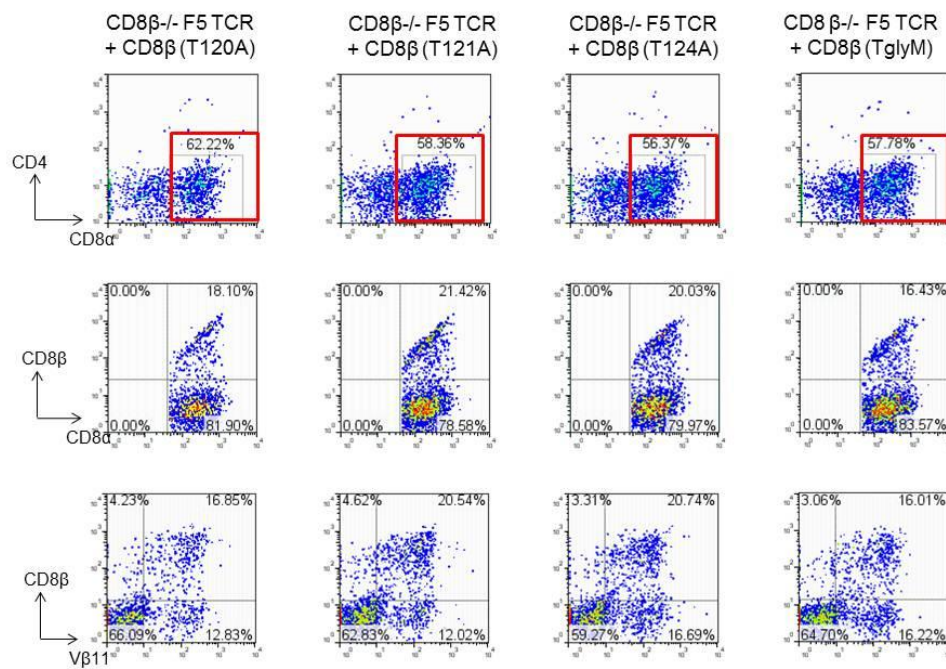 CD8β-/- F5 TCR
+ CD8β (T120A)
CD8β-/- F5 TCR
+ CD8β (T121A)
CD8β-/- F5 TCR
+ CD8β (T124A)
CD8β-/- F5 TCR
+ CD8β (TglyM)
CD4
CD8α
62.22%
58.36%
56.37%
57.78%
CD8β
CD8α
0.00% 18.10%
0.00% 81.90%
0.00% 21.42%
0.00% 78.58%
0.00% 20.03%
0.00% 79.97%
0.00% 16.43%
0.00% 83.57%
CD8β
Vβ11
4.23% 16.85%
66.09% 12.83%
4.62% 20.54%
62.83% 12.02%
3.31% 20.74%
59.27% 16.69%
3.06% 16.01%
64.70% 16.22%